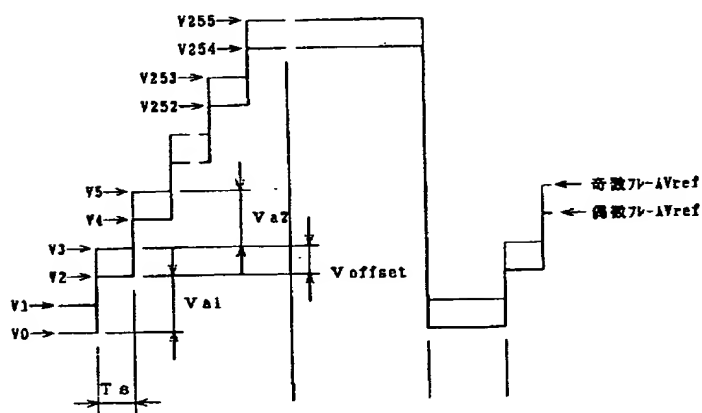 V255→
V254→
V253→
V252→
V5→
V4→
V3→
V2→
V1→
V0→
Va2
Voffset
Va1
Ts
← 奇数フレームVref
← 偶数フレームVref